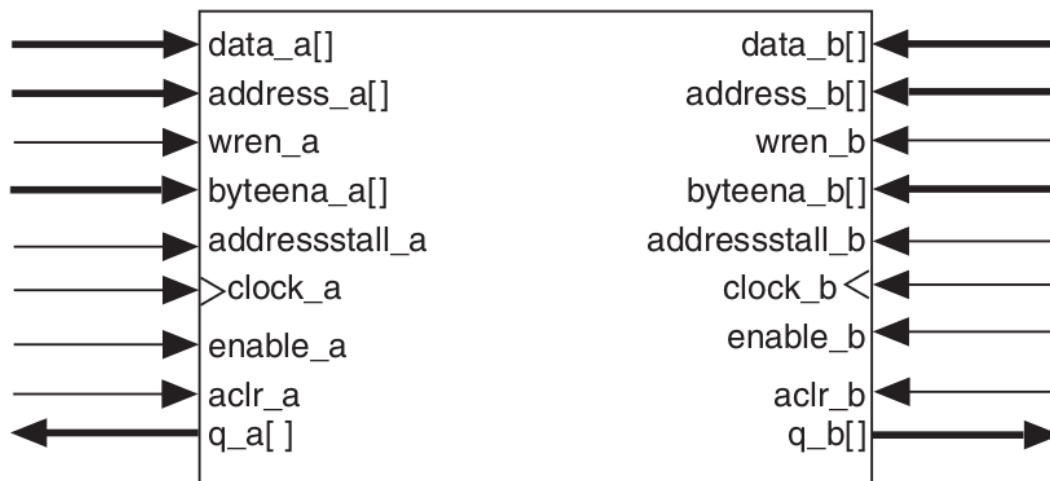 data_a[] data_b[]
address_a[] address_b[]
wren_a wren_b
byteena_a[] byteena_b[]
addressstall_a addressstall_b
clock_a clock_b
enable_a enable_b
aclr_a aclr_b
q_a[ ] q_b[]